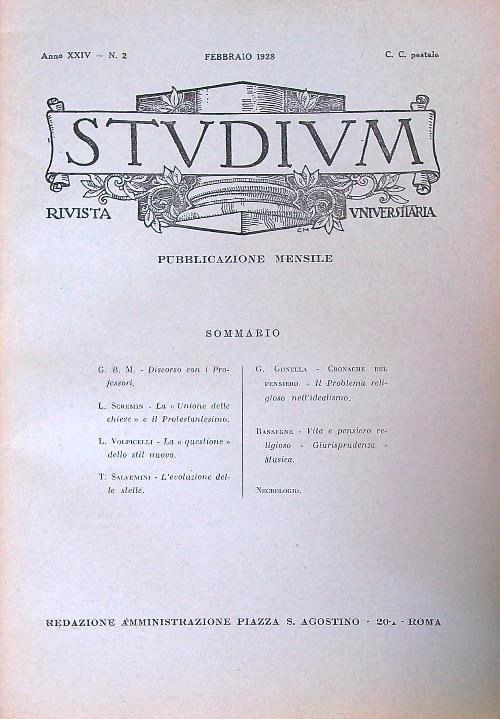 Anno XXIV - N. 2
FEBBRAIO 1928
C. C. postale
STVDIVM
RIVISTA
VNIVERSITARIA
CM
PUBBLICAZIONE MENSILE
SOMMARIO
G. B. M. - Discorso con i Pro-
fessori.
L. SCREMIN - La « Unione delle
chiese » e il Protestantesimo.
L. VOLPICELLI - La « questione »
dello stil nuovo.
T. SALVEMINI - L'evoluzione del-
le stelle.
G. GONELLA - CRONACHE DEL
PENSIERO. - Il Problema reli-
gioso nell'idealismo.
RASSEGNE - Vita e pensiero re-
ligioso - Giurisprudenza -
Musica.
NECROLOGIO.
REDAZIONE AMMINISTRAZIONE PIAZZA S. AGOSTINO - - ROMA